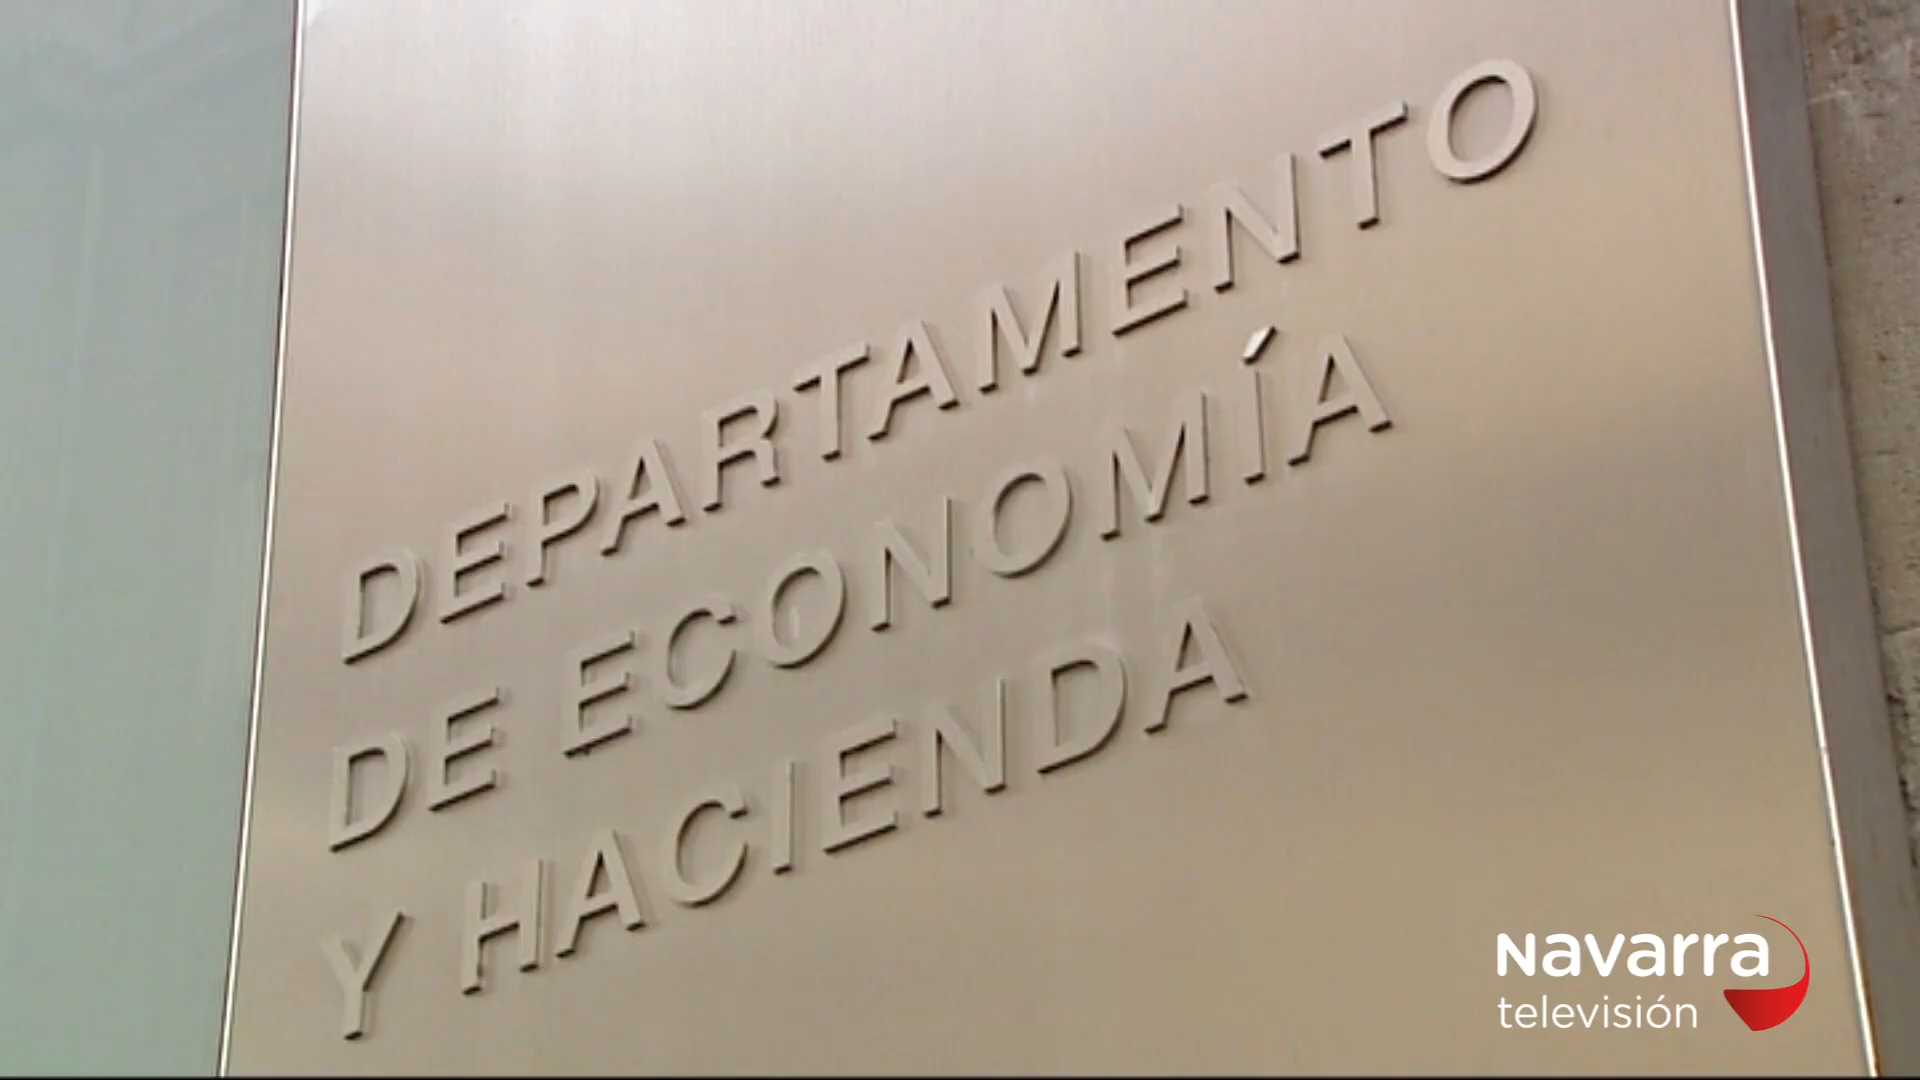 DEPARTAMENTO
DE ECONOMÍA
Y HACIENDA
Navarra
televisión